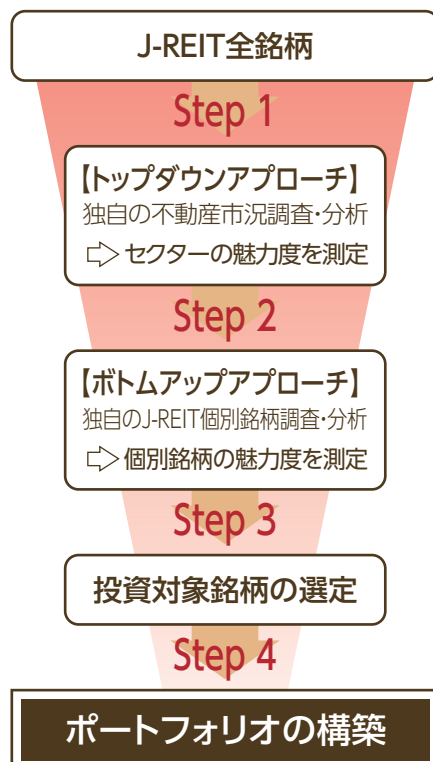 J-REIT全銘柄
Step 1
【トップダウンアプローチ】
独自の不動産市況調査・分析
⇨セクターの魅力度を測定
Step 2
【ボトムアップアプローチ】
独自のJ-REIT個別銘柄調査・分析
⇨個別銘柄の魅力度を測定
Step 3
投資対象銘柄の選定
Step 4
ポートフォリオの構築